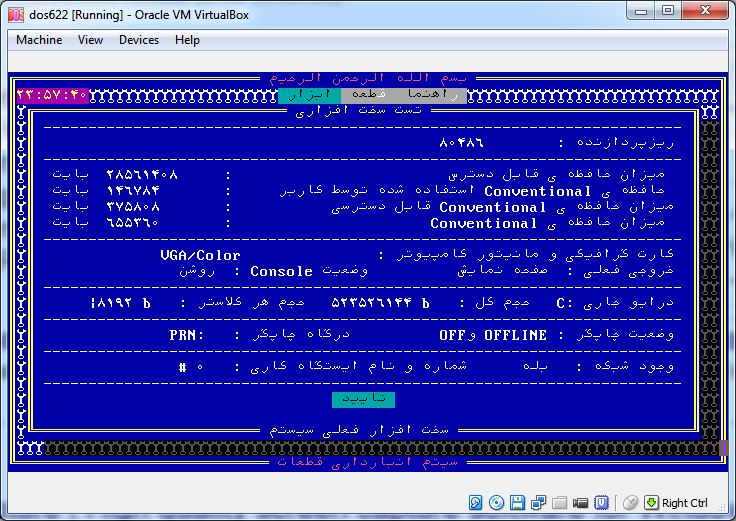 dos622 [Running] - Oracle VM VirtualBox
Machine View Devices Help
بسم الله الرحمن الرحیم
راهنما قطعه ابزار ۲۳:۵۷:۴۰
تست سخت افزاری
ریزپردازنده : ۸۰۴۸۶
میزان حافظه ی قابل دسترس : ۲۸۵۶۱۴۰۸ بایت
حافظه ی Conventional استفاده شده توسط کاربر : ۱۴۶۷۸۴ بایت
میزان حافظه ی Conventional قابل دسترسی : ۳۷۵۸۰۸ بایت
میزان حافظه ی Conventional : ۶۵۵۳۶۰ بایت
کارت گرافیکی و مانیتور کامپیوتر : VGA/Color
خروجی فعلی : صفحه نمایش وضعیت Console : روشن
درایو جاری : C: حجم کل : ۵۲۳۵۲۶۱۴۴ b حجم هر کلاستر : ۸۱۹۲ b
وضعیت چاپگر : OFFLINE و OFF درگاه چاپگر : PRN:
وجود شبکه : بله شماره و نام ایستگاه کاری : ۰ #
تایید
سخت افزار فعلی سیستم
سیتم انبارداری قطعات
Right Ctrl